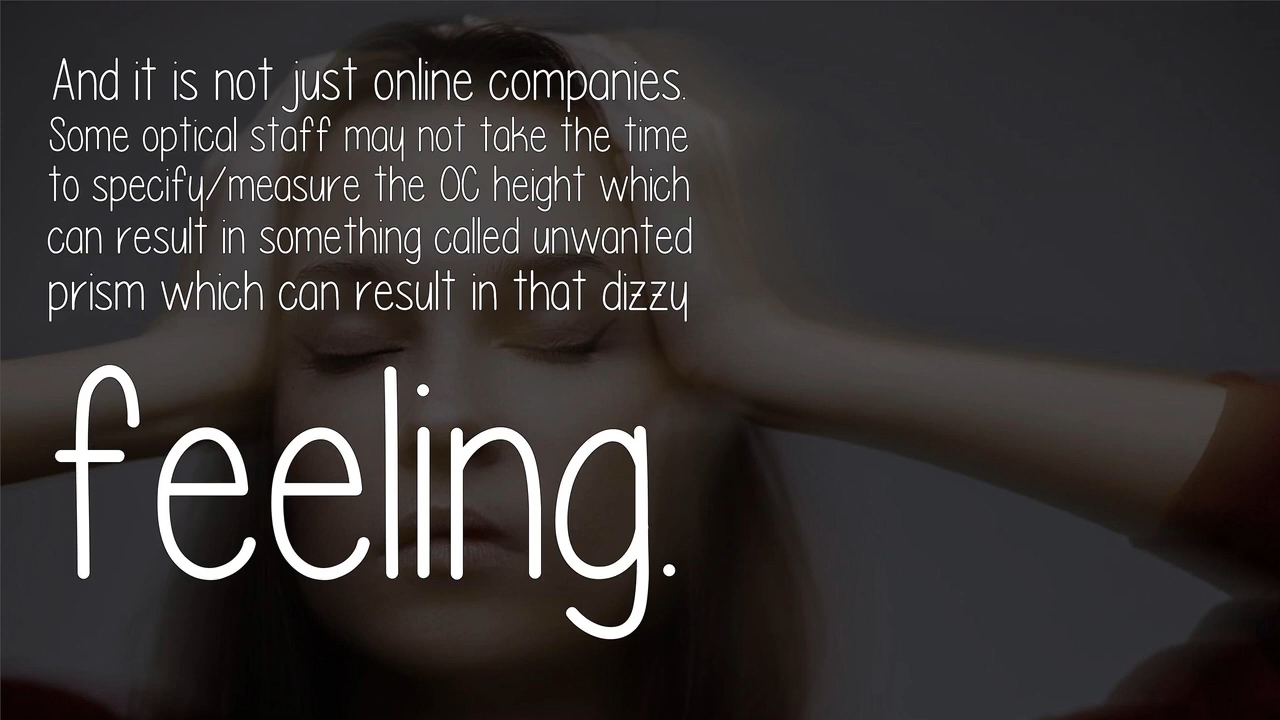 And it is not just online companies.
Some optical staff may not take the time
to specify/measure the OC height which
can result in something called unwanted
prism which can result in that dizzy
feeling.